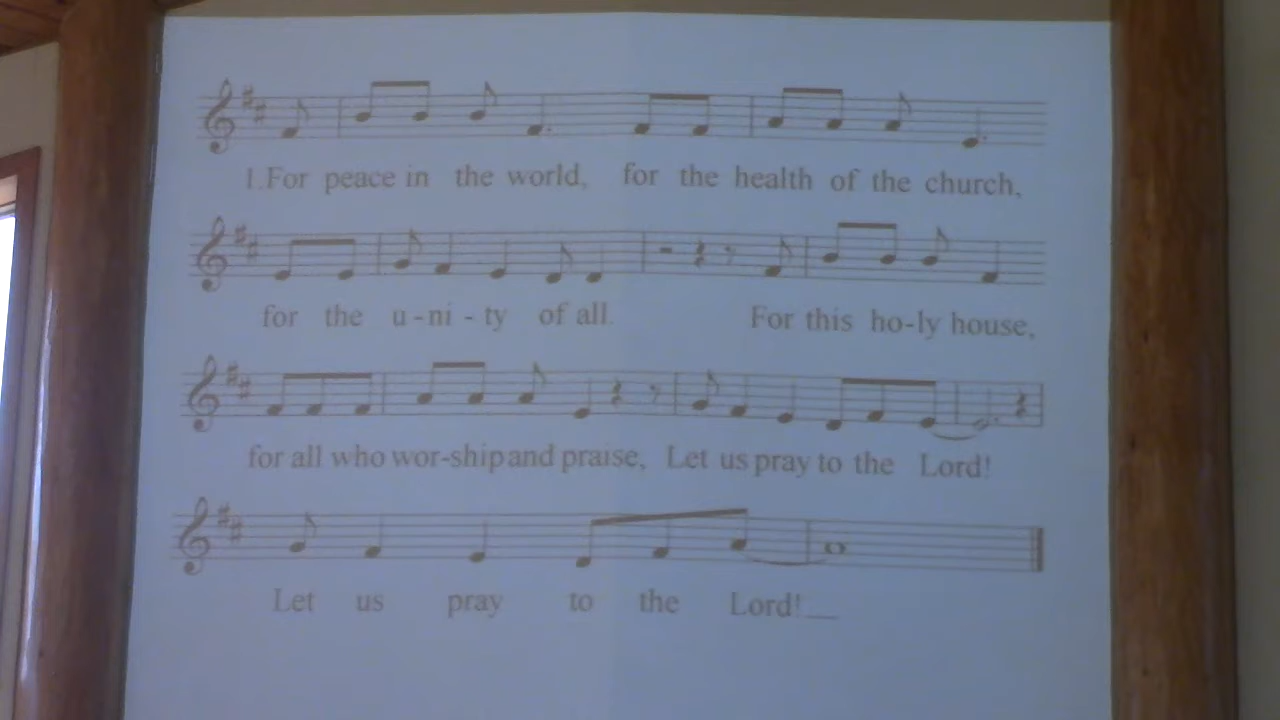 1.For peace in the world, for the health of the church,
for the u-ni-ty of all. For this ho-ly house,
for all who wor-ship and praise, Let us pray to the Lord!
Let us pray to the Lord!__